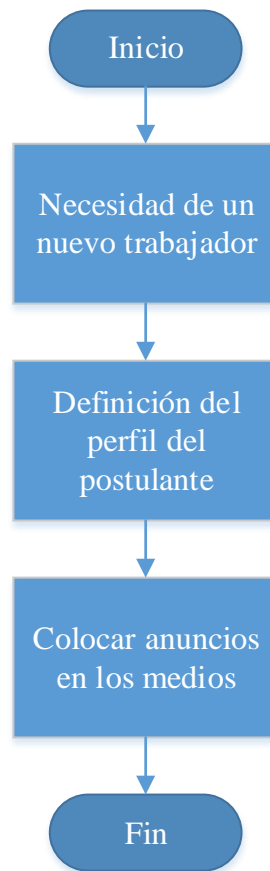 Inicio
Necesidad de un
nuevo trabajador
Definición del
perfil del
postulante
Colocar anuncios
en los medios
Fin